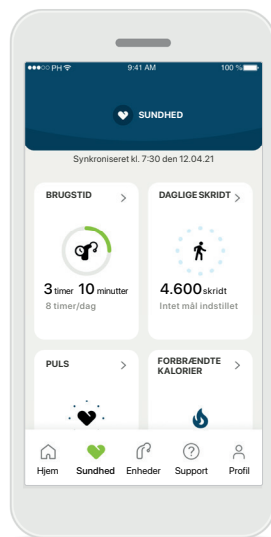 PH 9:41 AM 100 %
SUNDHED
Synkroniseret kl. 7:30 den 12.04.21
BRUGSTID DAGLIGE SKRIDT
3 timer 10 minutter 4.600 skridt
8 timer/dag Intet mål indstillet
PULS FORBRÆNDTE
KALORIER
Hjem Sundhed Enheder Support Profil